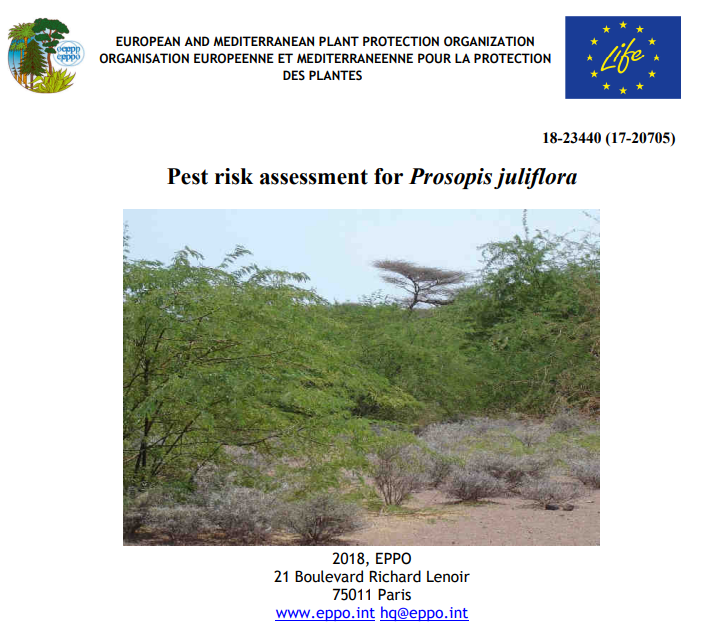 oepp
eppo
EUROPEAN AND MEDITERRANEAN PLANT PROTECTION ORGANIZATION
ORGANISATION EUROPEENNE ET MEDITERRANEENNE POUR LA PROTECTION
DES PLANTES
Life
18-23440 (17-20705)
Pest risk assessment for Prosopis juliflora
2018, EPPO
21 Boulevard Richard Lenoir
75011 Paris
www.eppo.int hq@eppo.int